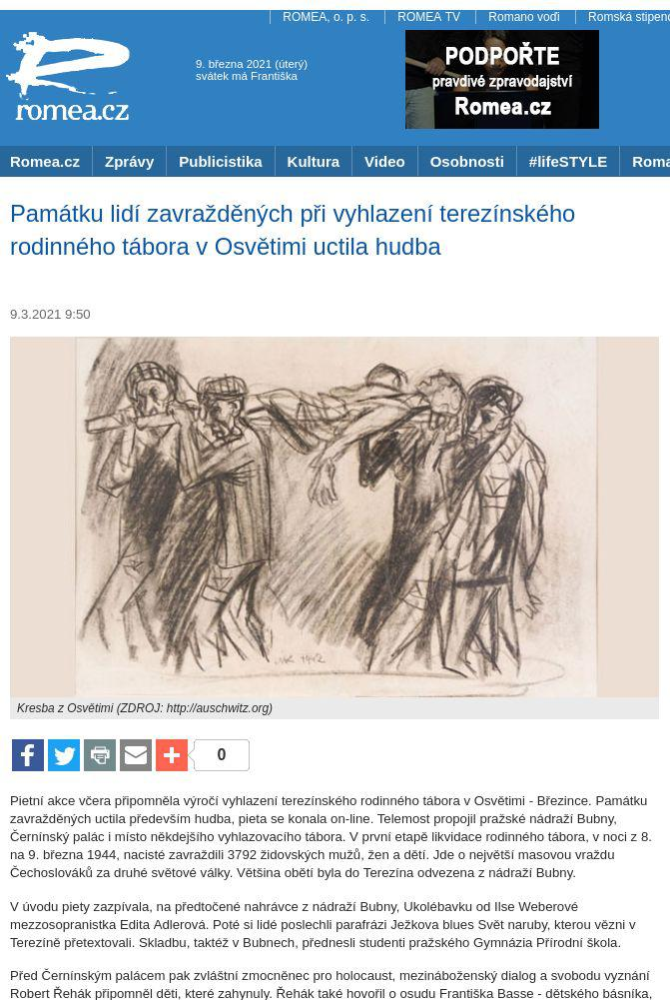 ROMEA, o. p. s.
ROMEA TV
Romano voďi
Romská
romea.cz
9. března 2021 (úterý)
svátek má Františka
PODPOŘTE
pravdivé zpravodajství
Romea.cz
Romea.cz
Zprávy
Publicistika
Kultura
Video
Osobnosti
#lifeSTYLE
Památku lidí zavražděných při vyhlazení terezínského
rodinného tábora v Osvětimi uctila hudba
9.3.2021 9:50
1942
Kresba z Osvětimi (ZDROJ: http://auschwitz.org)
0
Pietní akce včera připomněla výročí vyhlazení terezínského rodinného tábora v Osvětimi - Březince. Památku
zavražděných uctila především hudba, pieta se konala on-line. Telemost propojil pražské nádraží Bubny,
Černínský palác i místo někdejšího vyhlazovacího tábora. V první etapě likvidace rodinného tábora, v noci z 8.
na 9. března 1944, nacisté zavraždili 3792 židovských mužů, žen a dětí. Jde o největší masovou vraždu
Čechoslováků za druhé světové války. Většina obětí byla do Terezína odvezena z nádraží Bubny.
V úvodu piety zazpívala, na předtočené nahrávce z nádraží Bubny, Ukolébavku od Ilse Weberové
mezzosopranistka Edita Adlerová. Poté si lidé poslechli parafrázi Ježkova blues Svět naruby, kterou vězni v
Terezíně přetextovali. Skladbu, taktéž v Bubnech, přednesli studenti pražského Gymnázia Přírodní škola.
Před Černínským palácem pak zvláštní zmocněnec pro holocaust, mezináboženský dialog a svobodu vyznání
Robert Řehák připomněl děti, které zahynuly. Řehák také hovořil o osudu Františka Basse - dětského básníka,